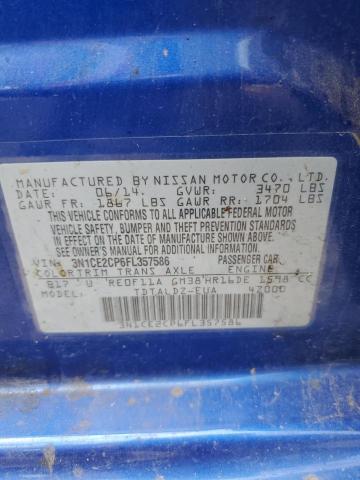 MANUFACTURED BY NISSAN MOTOR CO., LTD.
DATE: 06/14. GVWR: 3470 LBS
GAWR FR: 1867 LBS GAWR RR: 1704 LBS
THIS VEHICLE CONFORMS TO ALL APPLICABLE FEDERAL MOTOR
VEHICLE SAFETY, BUMPER AND THEFT PREVENTION STANDARDS
IN EFFECT ON THE DATE OF MANUFACTURE SHOWN ABOVE.
SEE OWNER'S MANUAL FOR ADDITIONAL INFORMATION.
VIN: 3N1CE2CP6FL357586 PASSENGER CAR
COLOR TRIM TRANS AXLE ENGINE
B17 U RE0F11A GM38 HR16DE 1598 CC
TDTALDZ-EUA 4Z000
3N1CE2CP6FL357586